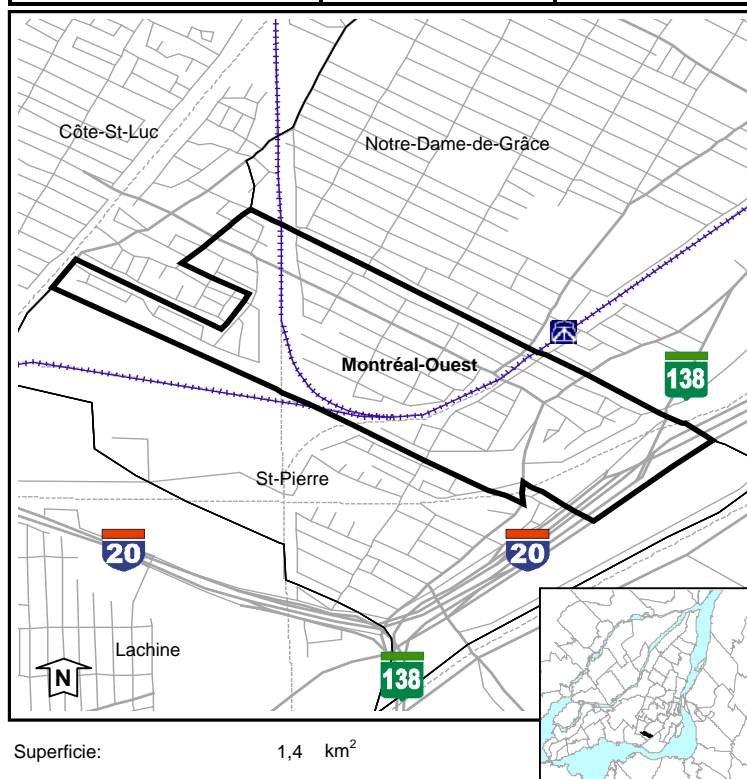 Côte-St-Luc
Notre-Dame-de-Grâce
Montréal-Ouest
138
St-Pierre
20
20
Lachine
N
138
Superficie: 1,4 km²